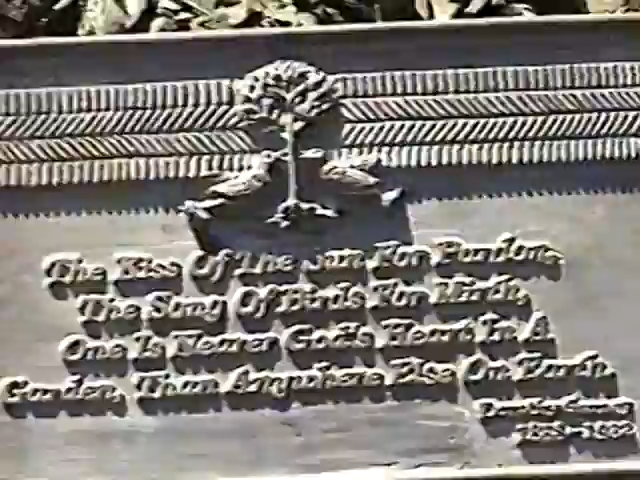 The Kiss Of The Sun For Pardon,
The Song Of Birds For Mirth,
One Is Nearer God's Heart In A
Garden, Than Anywhere Else On Earth.